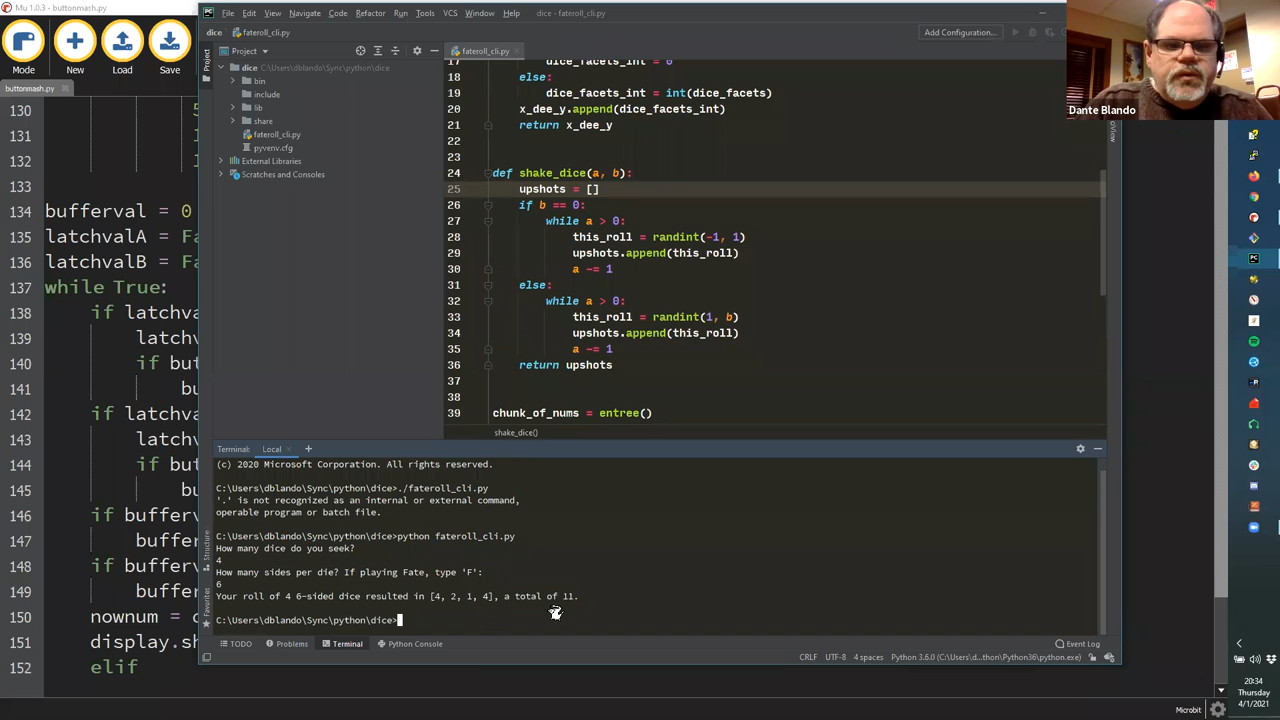 Mu 1.0.3 - buttonmash.py
Mode
New
Load
Save
buttonmash.py
130
131
132
133
134 bufferval = 0
135 latchvalA = Fa
136 latchvalB = Fa
137 while True:
138 if latchv
139 latch
140 if bu
141 bu
142 if latchv
143 latch
144 if bu
145 bu
146 if bufferv
147 buffe
148 if bufferv
149 buffe
150 nownum = c
151 display.sh
152 elif
File Edit View Navigate Code Refactor Run Tools VCS Window Help dice - fateroll_cli.py
dice fateroll_cli.py
Add Configuration...
Project
dice C:\Users\dblando\Sync\python\dice
bin
include
lib
share
fateroll_cli.py
pyvenv.cfg
External Libraries
Scratches and Consoles
Project
fateroll_cli.py
17 dice_facets_int = 0
18 else:
19 dice_facets_int = int(dice_facets)
20 x_dee_y.append(dice_facets_int)
21 return x_dee_y
22
23
24 def shake_dice(a, b):
25 upshots = []
26 if b == 0:
27 while a > 0:
28 this_roll = randint(-1, 1)
29 upshots.append(this_roll)
30 a -= 1
31 else:
32 while a > 0:
33 this_roll = randint(1, b)
34 upshots.append(this_roll)
35 a -= 1
36 return upshots
37
38
39 chunk_of_nums = entree()
shake_dice()
Dante Blando
Terminal: Local +
(c) 2020 Microsoft Corporation. All rights reserved.
C:\Users\dblando\Sync\python\dice>./fateroll_cli.py
'.' is not recognized as an internal or external command,
operable program or batch file.
C:\Users\dblando\Sync\python\dice>python fateroll_cli.py
How many dice do you seek?
4
How many sides per die? If playing Fate, type 'F':
6
Your roll of 4 6-sided dice resulted in [4, 2, 1, 4], a total of 11.
C:\Users\dblando\Sync\python\dice>
Structure
Favorites
TODO Problems Terminal Python Console
Event Log
CRLF UTF-8 4 spaces Python 3.6.0 (C:\Users\d...thon\Python36\python.exe)
20:34
Thursday
4/1/2021
Microbit